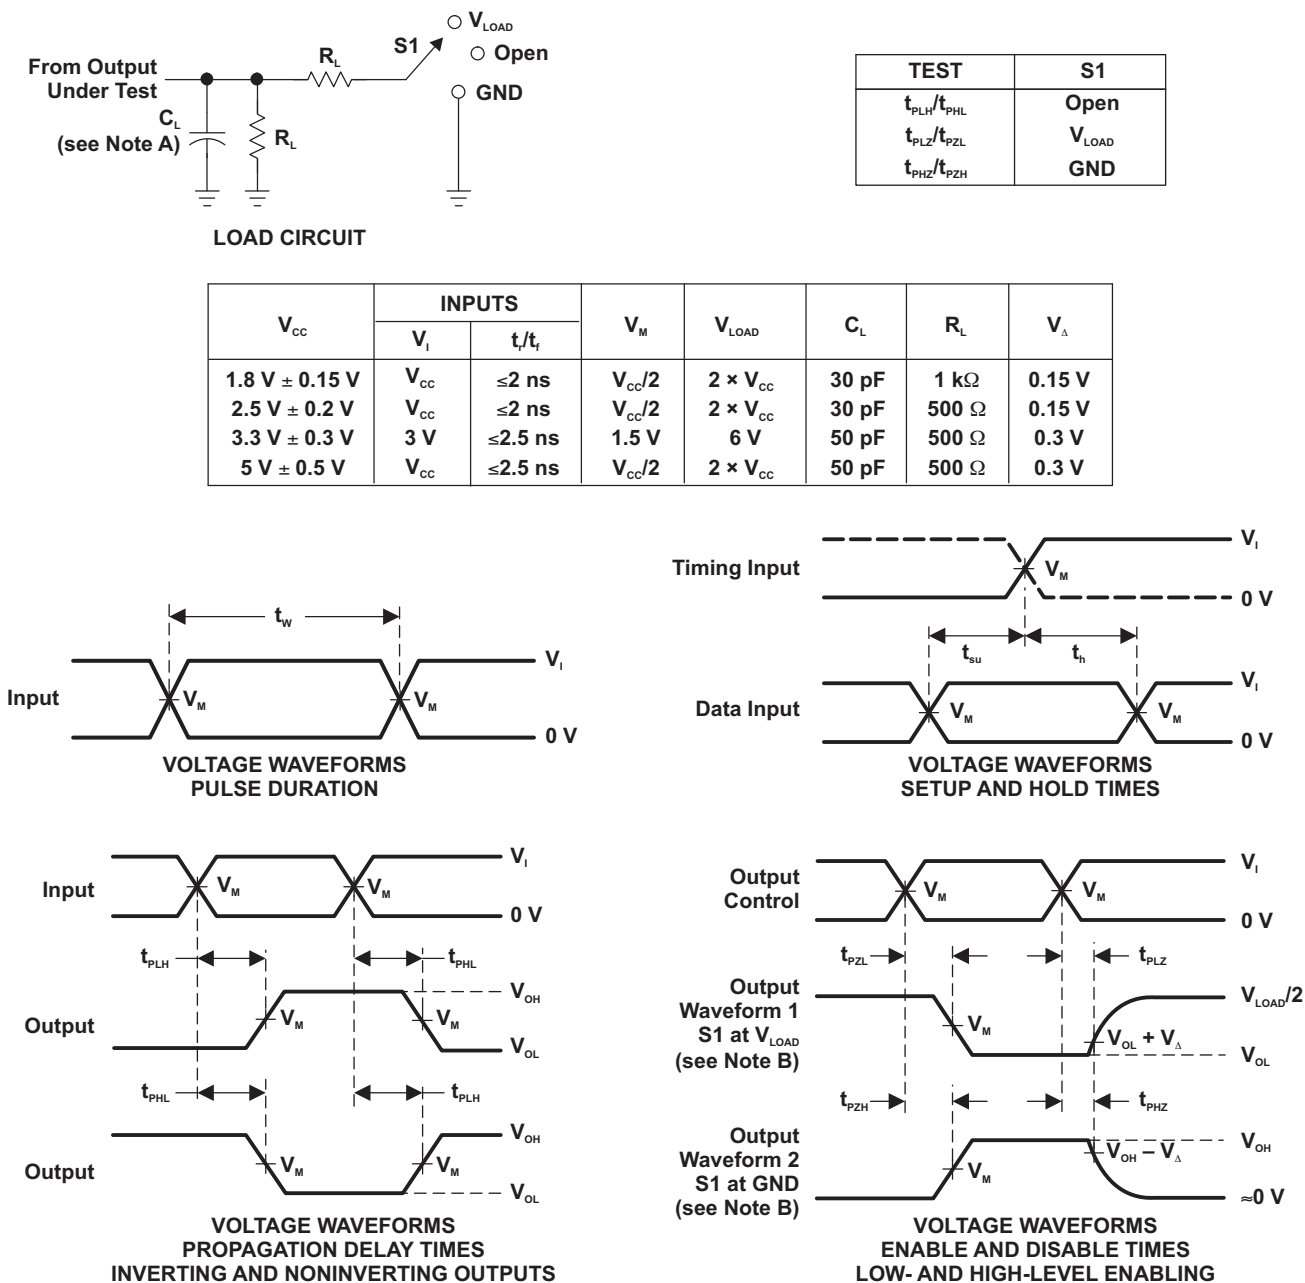 V_LOAD
S1
R_L
Open
From Output
Under Test
GND
C_L
(see Note A)
R_L
LOAD CIRCUIT
TEST S1
t_PLH/t_PHL Open
t_PLZ/t_PZL V_LOAD
t_PHZ/t_PZH GND
V_CC INPUTS V_M V_LOAD C_L R_L V_Δ
V_I t_r/t_f
1.8 V ± 0.15 V V_CC ≤2 ns V_CC/2 2 × V_CC 30 pF 1 kΩ 0.15 V
2.5 V ± 0.2 V V_CC ≤2 ns V_CC/2 2 × V_CC 30 pF 500 Ω 0.15 V
3.3 V ± 0.3 V 3 V ≤2.5 ns 1.5 V 6 V 50 pF 500 Ω 0.3 V
5 V ± 0.5 V V_CC ≤2.5 ns V_CC/2 2 × V_CC 50 pF 500 Ω 0.3 V
t_W
V_I
Input
V_M V_M
0 V
VOLTAGE WAVEFORMS
PULSE DURATION
V_I
Timing Input
V_M
0 V
t_su t_h
V_I
Data Input
V_M V_M
0 V
VOLTAGE WAVEFORMS
SETUP AND HOLD TIMES
V_I
Input
V_M V_M
0 V
t_PLH t_PHL
V_OH
Output
V_M V_M
V_OL
t_PHL t_PLH
V_OH
Output
V_M V_M
V_OL
VOLTAGE WAVEFORMS
PROPAGATION DELAY TIMES
INVERTING AND NONINVERTING OUTPUTS
V_I
Output
Control
V_M V_M
0 V
t_PZL t_PLZ
Output
Waveform 1
S1 at V_LOAD
(see Note B)
V_LOAD/2
V_M
V_OL + V_Δ
V_OL
t_PZH t_PHZ
Output
Waveform 2
S1 at GND
(see Note B)
V_OH
V_M
V_OH − V_Δ
≈0 V
VOLTAGE WAVEFORMS
ENABLE AND DISABLE TIMES
LOW- AND HIGH-LEVEL ENABLING